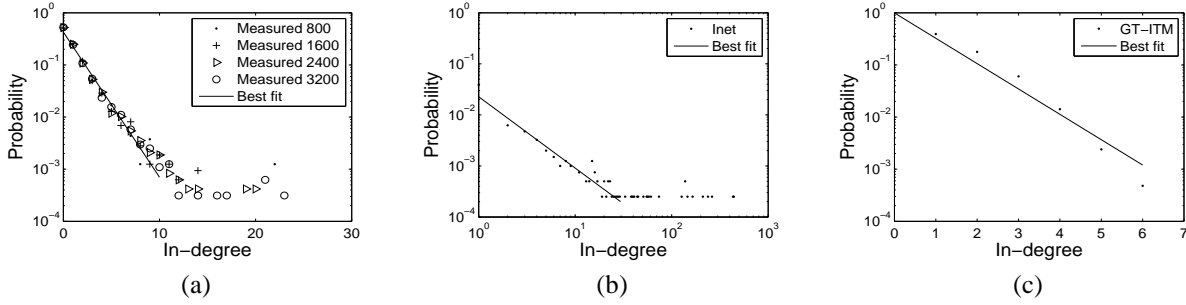 10^0
10^-1
10^-2
10^-3
10^-4
0
10
20
30
In-degree
Probability
Measured 800
Measured 1600
Measured 2400
Measured 3200
Best fit
(a)
10^0
10^-1
10^-2
10^-3
10^-4
10^0
10^1
10^2
10^3
In-degree
Probability
Inet
Best fit
(b)
10^0
10^-1
10^-2
10^-3
10^-4
0
1
2
3
4
5
6
7
In-degree
Probability
GT-ITM
Best fit
(c)